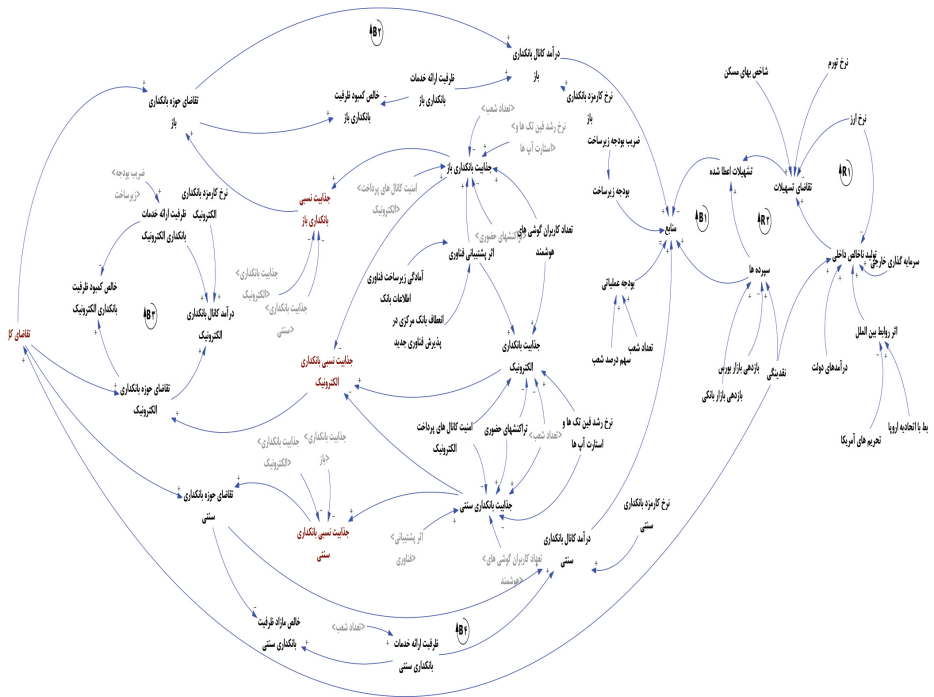 B۲
درآمد کانال بانکداری
باز
نرخ تورم
شاخص بهای مسکن
ظرفیت ارائه خدمات
بانکداری باز
خالص کمبود ظرفیت
بانکداری باز
تقاضای حوزه بانکداری
باز
نرخ کارمزد بانکداری
باز
<تعداد شعب>
نرخ رشد فین تک ها و>
<استارت آپ ها
نرخ ارز
ضریب بودجه زیرساخت
جذابیت بانکداری باز
تسهیلات اعطا شده
R۱
ضریب بودجه>
<زیرساخت
نرخ کارمزد بانکداری
الکترونیک
جذابیت نسبی
بانکداری باز
امنیت کانال های پرداخت>
<الکترونیک
بودجه زیرساخت
تقاضای تسهیلات
ظرفیت ارائه خدمات
بانکداری الکترونیک
<تراکنشهای حضوری>
تعداد کاربران گوشی های
هوشمند
منابع
B۱
R۲
اثر پشتیبانی فناوری
تولید ناخالص داخلی
سرمایه گذاری خارجی
سپرده ها
جذابیت بانکداری>
<الکترونیک
آمادگی زیرساخت فناوری
اطلاعات بانک
بودجه عملیاتی
خالص کمبود ظرفیت
بانکداری الکترونیک
B۳
درآمد کانال بانکداری
الکترونیک
جذابیت بانکداری>
<سنتی
انعطاف بانک مرکزی در
پذیرش فناوری جدید
اثر روابط بین الملل
تقاضای کل
جذابیت بانکداری
الکترونیک
تعداد شعب
سهم درصد شعب
جذابیت نسبی بانکداری
الکترونیک
بازدهی بازار بورس
نقدینگی
درآمدهای دولت
تقاضای حوزه بانکداری
الکترونیک
بازدهی بازار بانکی
نرخ رشد فین تک ها و
استارت آپ ها
<تعداد شعب>
تراکنشهای حضوری
امنیت کانال های پرداخت
الکترونیک
بط با اتحادیه اروپا
تحریم های آمریکا
جذابیت بانکداری>
<باز
جذابیت بانکداری>
<الکترونیک
تقاضای حوزه بانکداری
سنتی
جذابیت بانکداری سنتی
نرخ کارمزد بانکداری
سنتی
جذابیت نسبی بانکداری
سنتی
اثر پشتیبانی>
<فناوری
درآمد کانال بانکداری
سنتی
تعداد کاربران گوشی های>
<هوشمند
خالص مازاد ظرفیت
بانکداری سنتی
<تعداد شعب>
B۴
ظرفیت ارائه خدمات
بانکداری سنتی